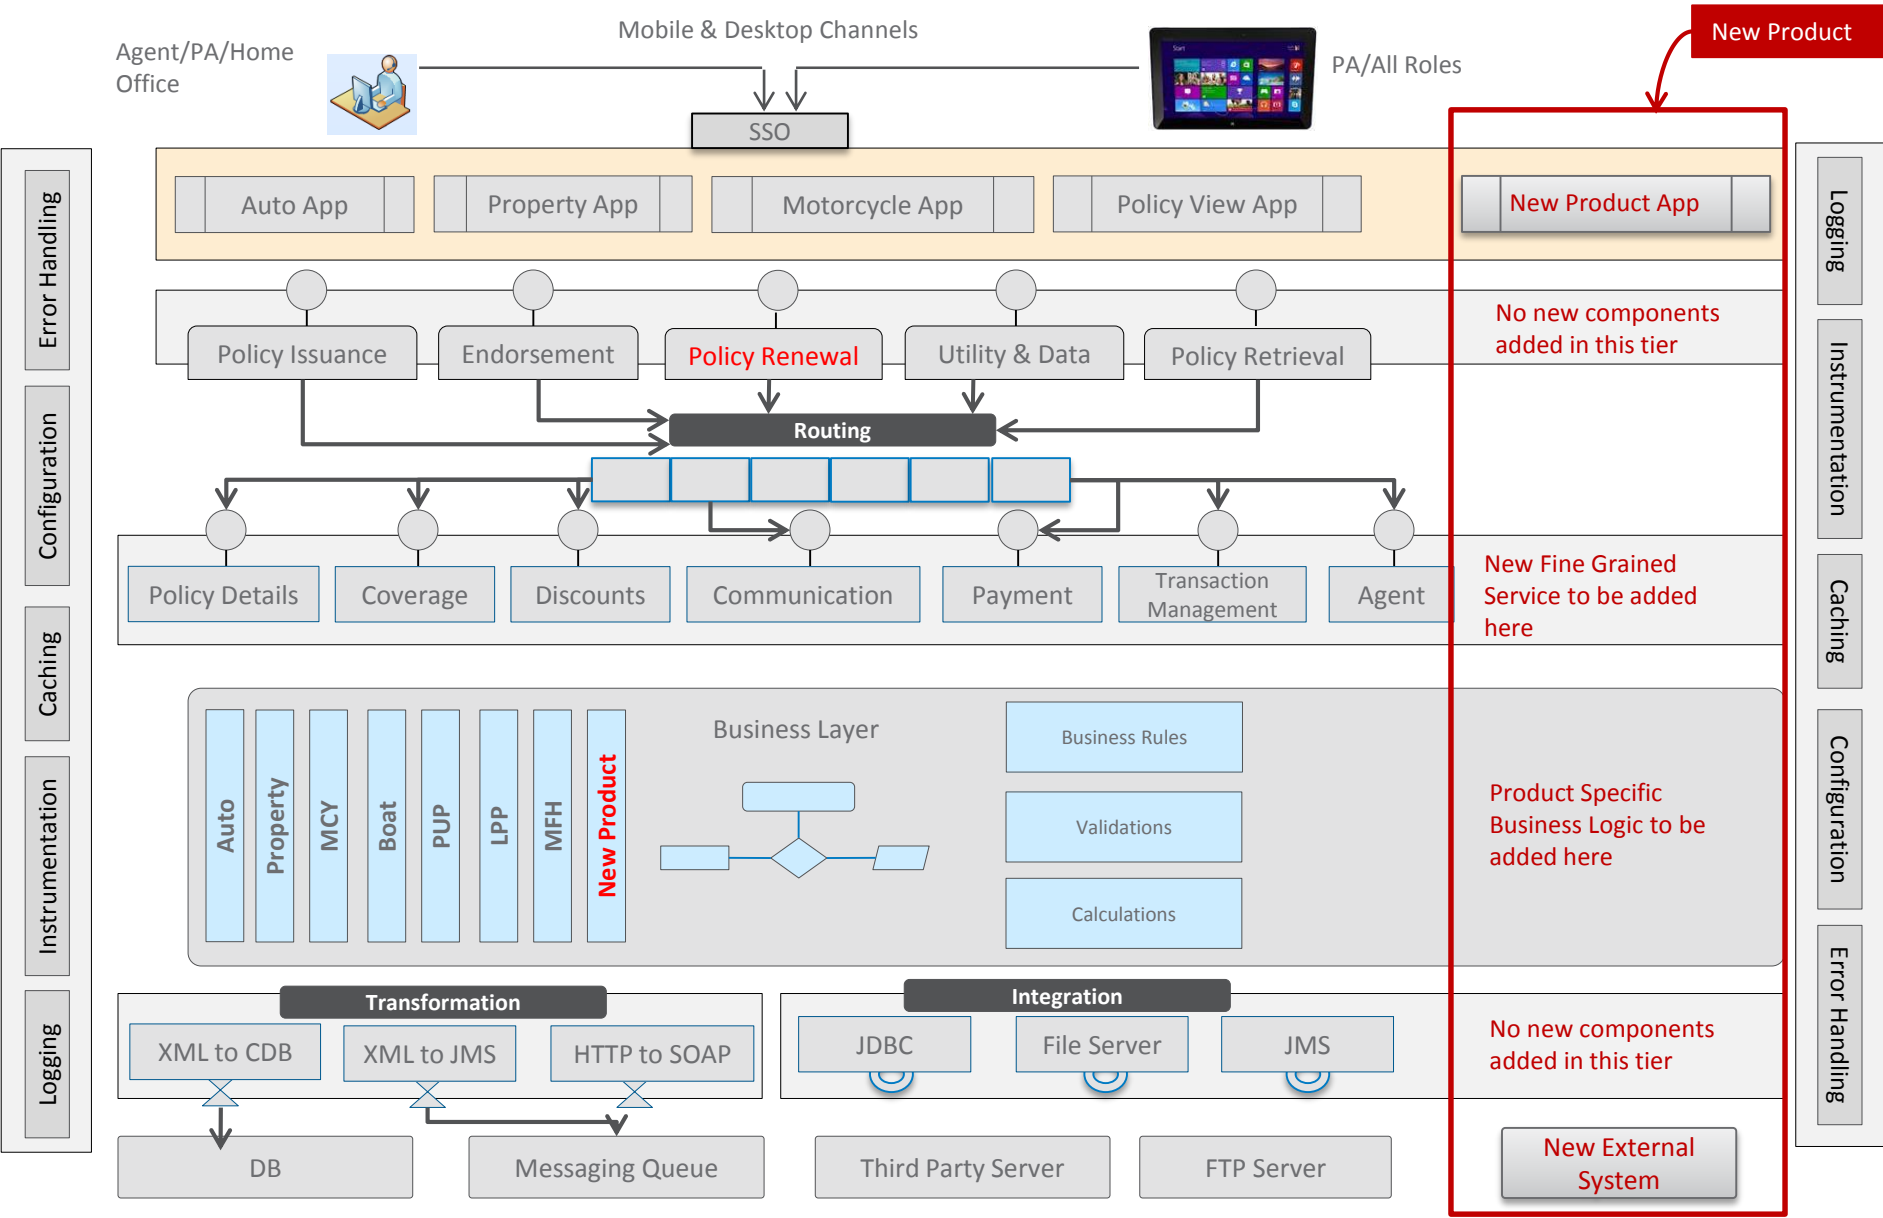 Mobile & Desktop Channels
New Product
Agent/PA/Home
Office
Start
PA/All Roles
SSO
Auto App
Property App
Motorcycle App
Policy View App
New Product App
Policy Issuance
Endorsement
Policy Renewal
Utility & Data
Policy Retrieval
No new components
added in this tier
Routing
Policy Details
Coverage
Discounts
Communication
Payment
Transaction
Management
Agent
New Fine Grained
Service to be added
here
Auto
Property
MCY
Boat
PUP
LPP
MFH
New Product
Business Layer
Business Rules
Validations
Calculations
Product Specific
Business Logic to be
added here
Transformation
XML to CDB
XML to JMS
HTTP to SOAP
Integration
JDBC
File Server
JMS
No new components
added in this tier
DB
Messaging Queue
Third Party Server
FTP Server
New External
System
Error Handling
Configuration
Caching
Instrumentation
Logging
Logging
Instrumentation
Caching
Configuration
Error Handling